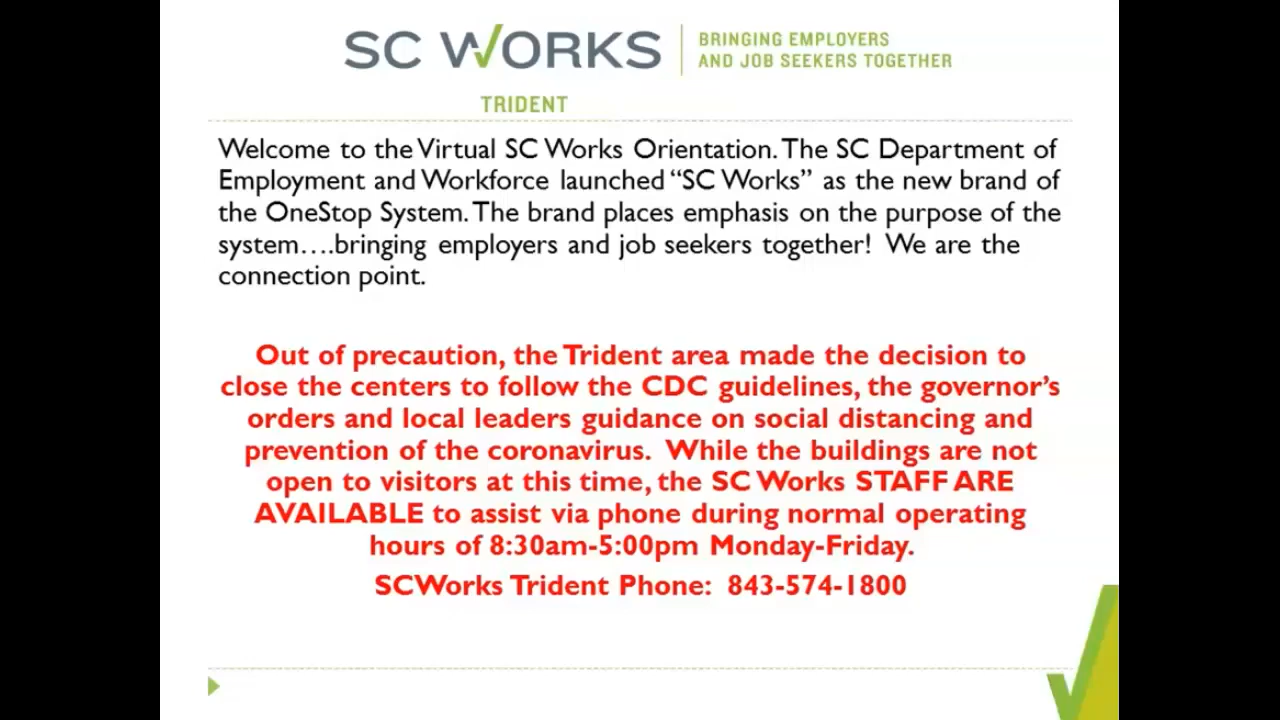 SC WORKS
BRINGING EMPLOYERS
AND JOB SEEKERS TOGETHER
TRIDENT
Welcome to the Virtual SC Works Orientation. The SC Department of
Employment and Workforce launched “SC Works” as the new brand of
the OneStop System. The brand places emphasis on the purpose of the
system….bringing employers and job seekers together! We are the
connection point.
Out of precaution, the Trident area made the decision to
close the centers to follow the CDC guidelines, the governor’s
orders and local leaders guidance on social distancing and
prevention of the coronavirus. While the buildings are not
open to visitors at this time, the SC Works STAFF ARE
AVAILABLE to assist via phone during normal operating
hours of 8:30am-5:00pm Monday-Friday.
SCWorks Trident Phone: 843-574-1800